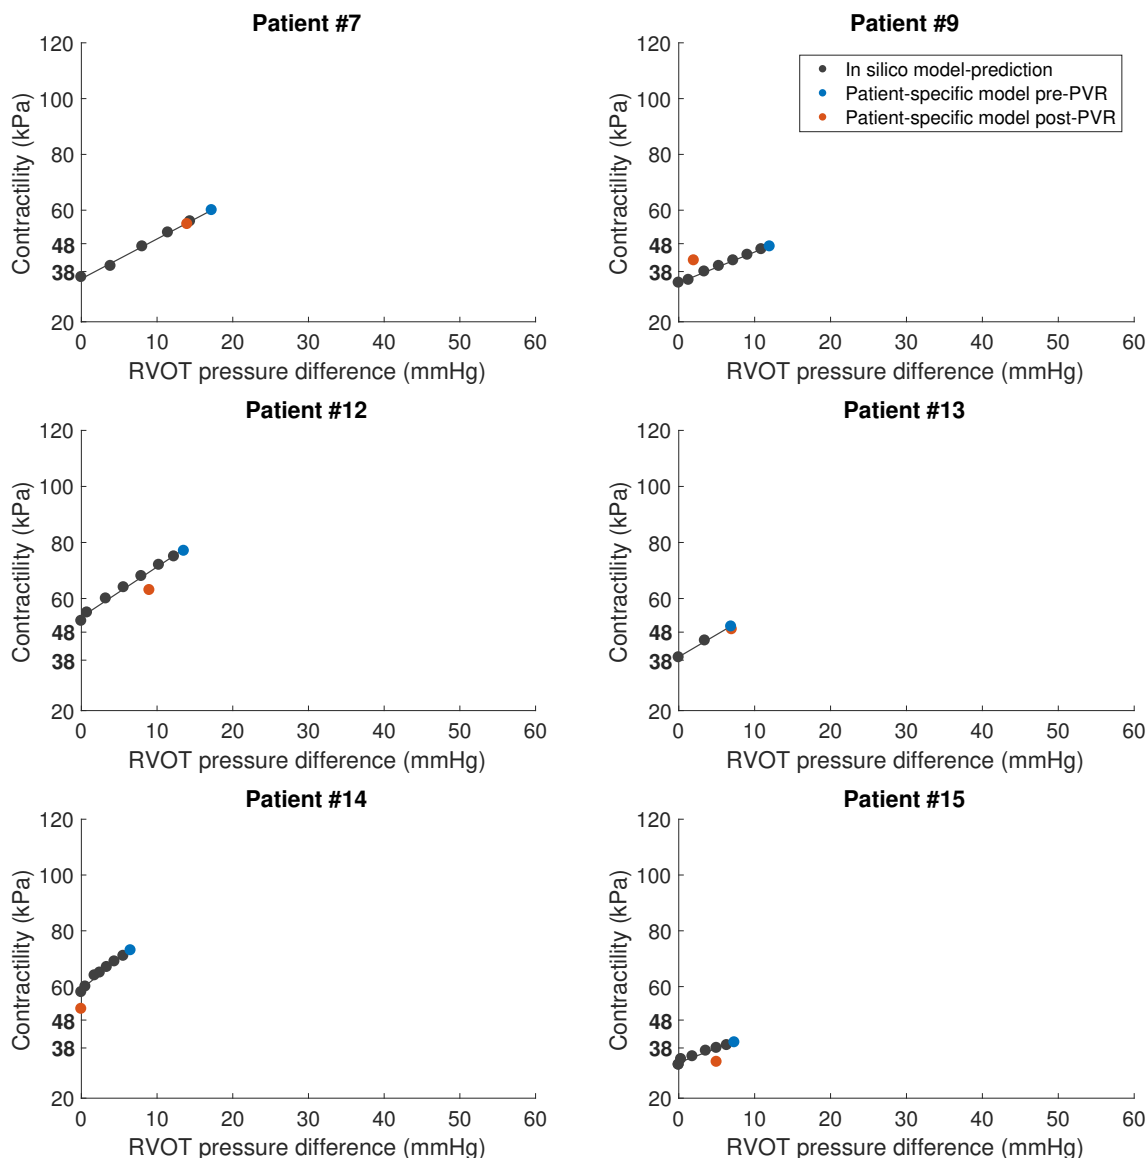 Patient #7
Contractility (kPa)
120
100
80
60
48
38
20
0 10 20 30 40 50 60
RVOT pressure difference (mmHg)
Patient #9
In silico model-prediction
Patient-specific model pre-PVR
Patient-specific model post-PVR
Contractility (kPa)
120
100
80
60
48
38
20
0 10 20 30 40 50 60
RVOT pressure difference (mmHg)
Patient #12
Contractility (kPa)
120
100
80
60
48
38
20
0 10 20 30 40 50 60
RVOT pressure difference (mmHg)
Patient #13
Contractility (kPa)
120
100
80
60
48
38
20
0 10 20 30 40 50 60
RVOT pressure difference (mmHg)
Patient #14
Contractility (kPa)
120
100
80
60
48
38
20
0 10 20 30 40 50 60
RVOT pressure difference (mmHg)
Patient #15
Contractility (kPa)
120
100
80
60
48
38
20
0 10 20 30 40 50 60
RVOT pressure difference (mmHg)